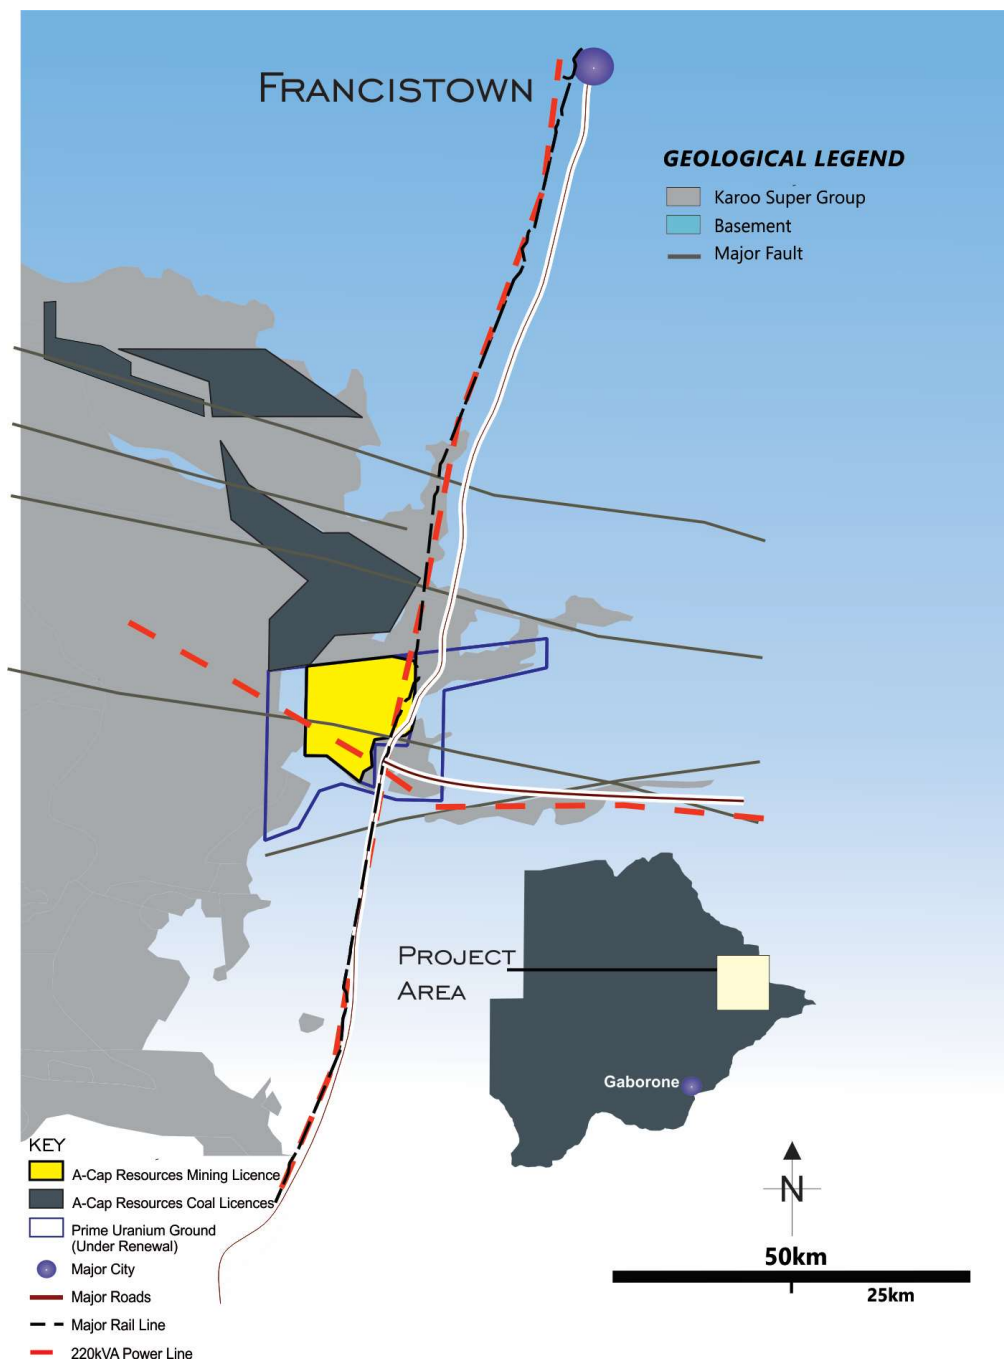 FRANCISTOWN
GEOLOGICAL LEGEND
Karoo Super Group
Basement
Major Fault
PROJECT
AREA
Gaborone
KEY
A-Cap Resources Mining Licence
A-Cap Resources Coal Licences
Prime Uranium Ground
(Under Renewal)
Major City
Major Roads
Major Rail Line
220kVA Power Line
N
50km
25km